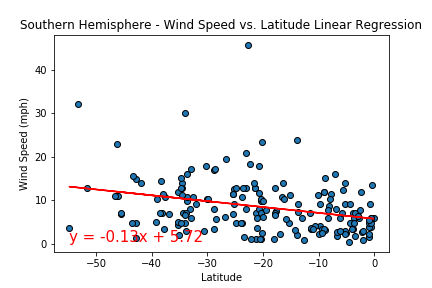 Southern Hemisphere - Wind Speed vs. Latitude Linear Regression
Wind Speed (mph)
40
30
20
10
0
y = -0.13x + 5.72
−50
−40
−30
−20
−10
0
Latitude